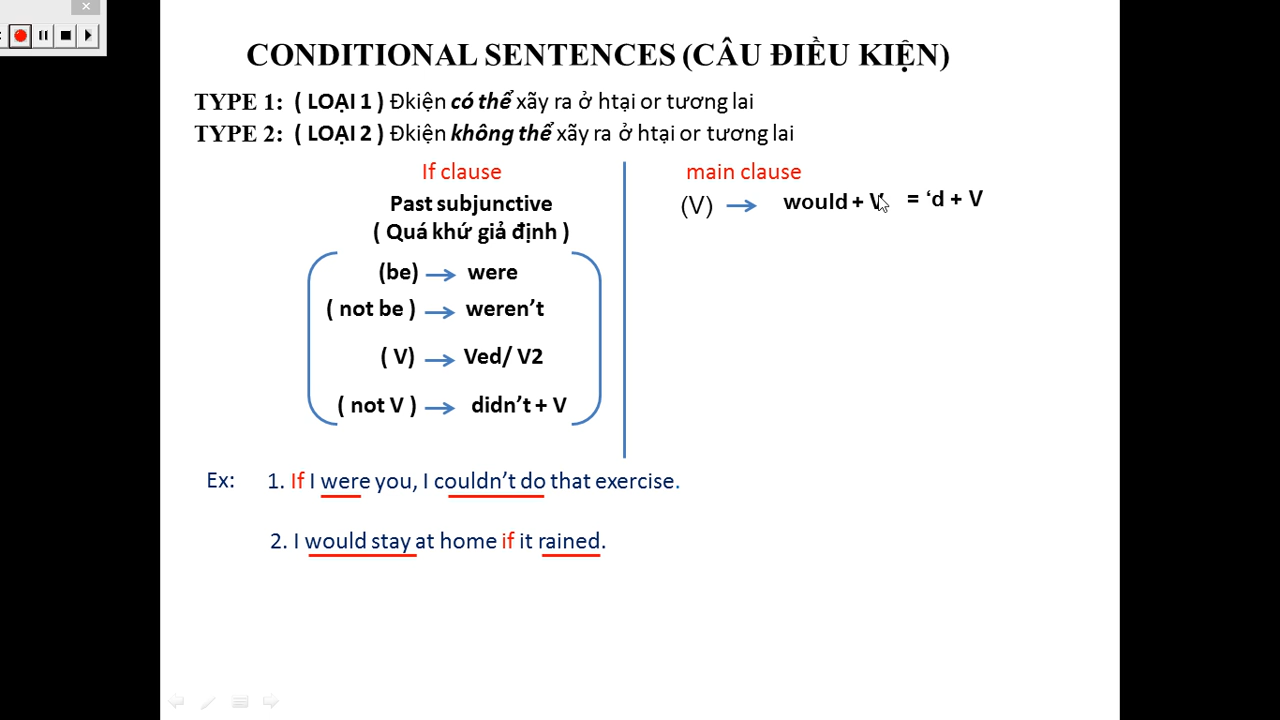 CONDITIONAL SENTENCES (CÂU ĐIỀU KIỆN)
TYPE 1: ( LOẠI 1 ) Đkiện có thể xãy ra ở htại or tương lai
TYPE 2: ( LOẠI 2 ) Đkiện không thể xãy ra ở htại or tương lai
If clause
Past subjunctive
( Quá khứ giả định )
(be) → were
( not be ) → weren’t
( V) → Ved/ V2
( not V ) → didn’t + V
main clause
(V) → would + V = ‘d + V
Ex: 1. If I were you, I couldn’t do that exercise.
2. I would stay at home if it rained.